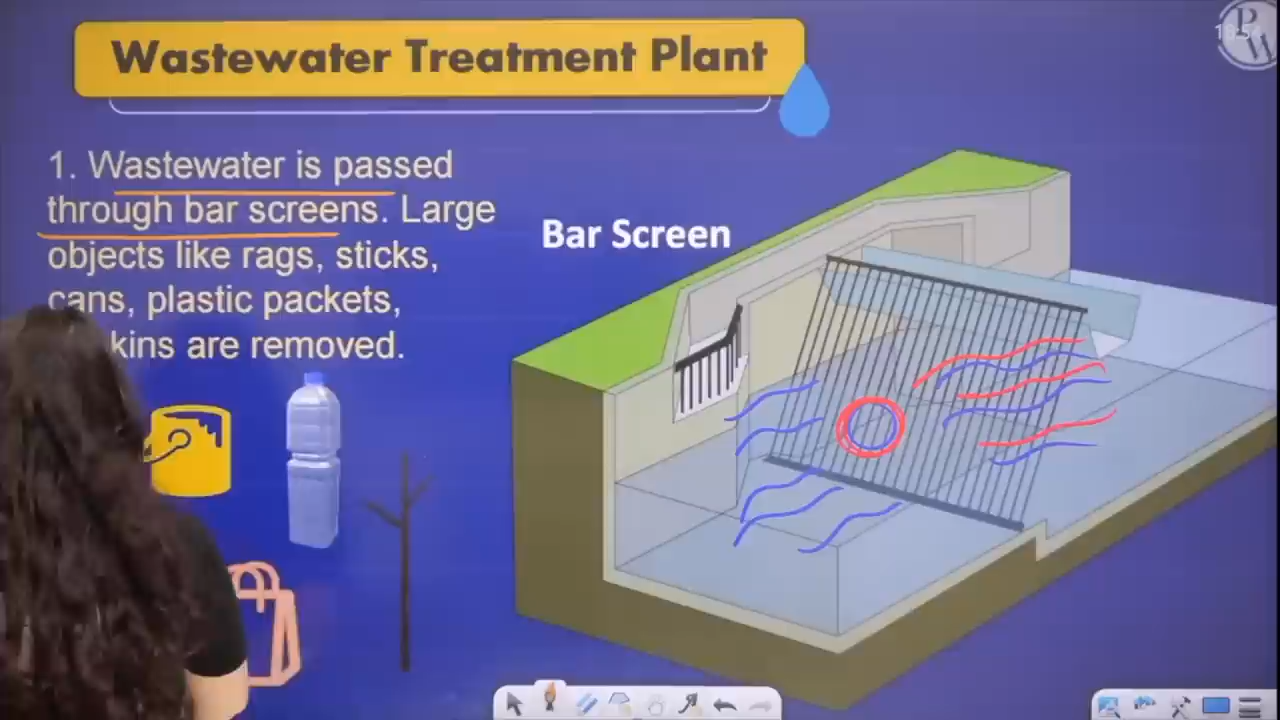 Wastewater Treatment Plant
1. Wastewater is passed
through bar screens. Large
objects like rags, sticks,
cans, plastic packets,
kins are removed.
Bar Screen
P
W